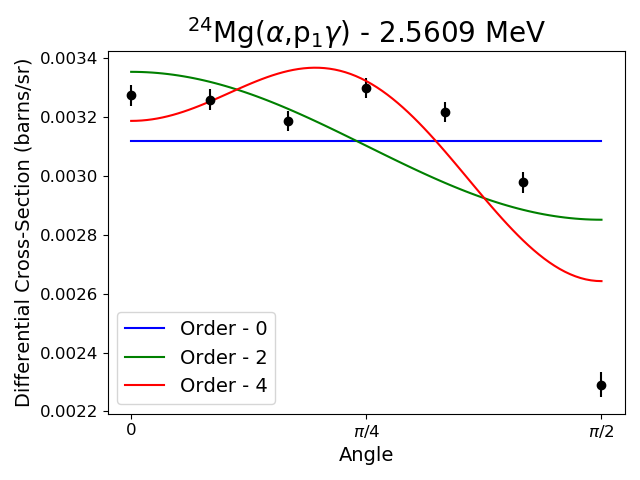 ²⁴Mg(α,p₁γ) - 2.5609 MeV
Differential Cross-Section (barns/sr)
0.0034
0.0032
0.0030
0.0028
0.0026
0.0024
0.0022
Order - 0
Order - 2
Order - 4
0
π/4
π/2
Angle